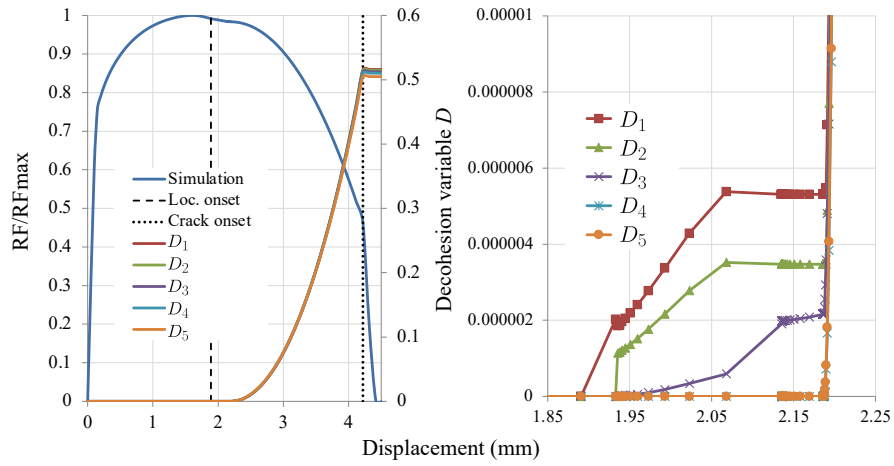 RF/RFmax
1
0.9
0.8
0.7
0.6
0.5
0.4
0.3
0.2
0.1
0
0.6
0.5
0.4
0.3
0.2
0.1
0
0 1 2 3 4
Simulation
Loc. onset
Crack onset
D1
D2
D3
D4
D5
Decohesion variable D
0.00001
0.000008
0.000006
0.000004
0.000002
0
D1
D2
D3
D4
D5
1.85 1.95 2.05 2.15 2.25
Displacement (mm)